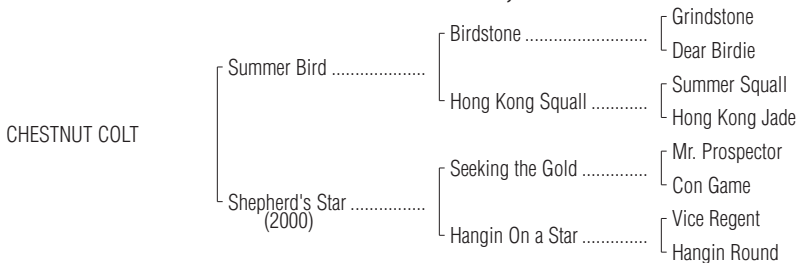 Grindstone
Birdstone ..........................
Dear Birdie
Summer Bird ....................
Summer Squall
Hong Kong Squall ............
Hong Kong Jade
CHESTNUT COLT
Mr. Prospector
Seeking the Gold ..............
Con Game
Shepherd's Star ................
(2000)
Vice Regent
Hangin On a Star ..............
Hangin Round